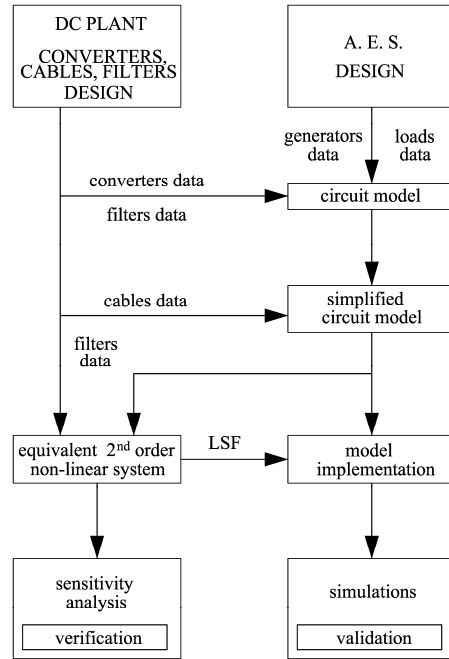 DC PLANT
CONVERTERS,
CABLES, FILTERS
DESIGN
A. E. S.
DESIGN
generators
data
loads
data
converters data
filters data
circuit model
cables data
simplified
circuit model
filters
data
equivalent 2nd order
non-linear system
LSF
model
implementation
sensitivity
analysis
verification
simulations
validation